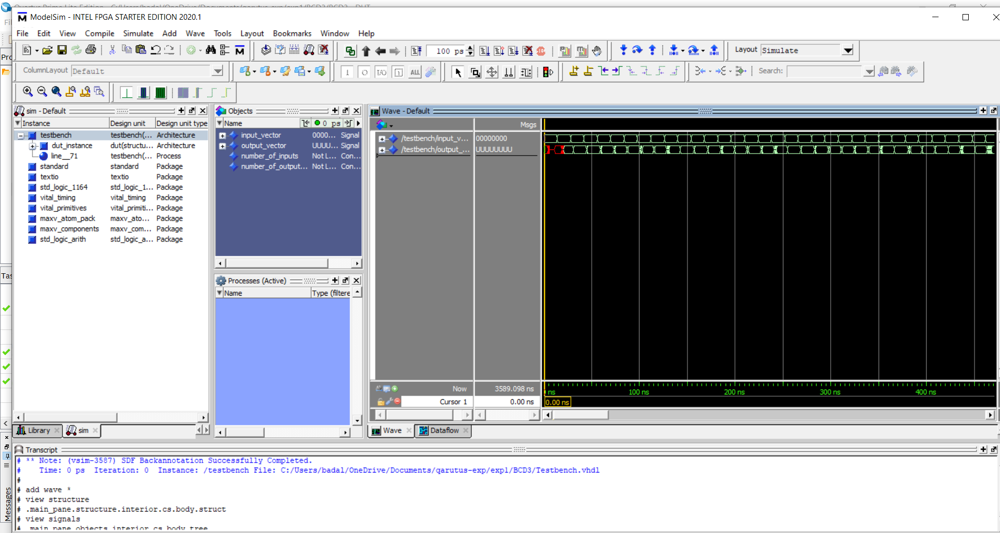 ModelSim - INTEL FPGA STARTER EDITION 2020.1
File Edit View Compile Simulate Add Wave Tools Layout Bookmarks Window Help
100 ps
Layout Simulate
ColumnLayout Default
Search:
sim - Default
Instance Design unit Design unit type
testbench testbench(... Architecture
dut_instance dut(structu... Architecture
line__71 testbench(... Process
standard standard Package
textio textio Package
std_logic_1164 std_logic_1... Package
vital_timing vital_timing Package
vital_primitives vital_primiti... Package
maxv_atom_pack maxv_ato... Package
maxv_components maxv_com... Package
std_logic_arith std_logic_a... Package
Library sim
Objects
Name 0 ps
input_vector 0000... Signal
output_vector UUUU... Signal
number_of_inputs Not L... Con...
number_of_output... Not L... Con...
Processes (Active)
Name Type (filtere
Wave - Default
Msgs
/testbench/input_v... 00000000
/testbench/output_... UUUUUUUU
Now 3589.098 ns
ns 100 ns 200 ns 300 ns 400 ns
Cursor 1 0.00 ns
0.00 ns
Wave Dataflow
Transcript
# ** Note: (vsim-3587) SDF Backannotation Successfully Completed.
#    Time: 0 ps  Iteration: 0  Instance: /testbench File: C:/Users/badal/OneDrive/Documents/qarutus-exp/exp1/BCD3/Testbench.vhdl
#
# add wave *
# view structure
# .main_pane.structure.interior.cs.body.struct
# view signals
# .main_pane.objects.interior.cs.body.tree
Messages